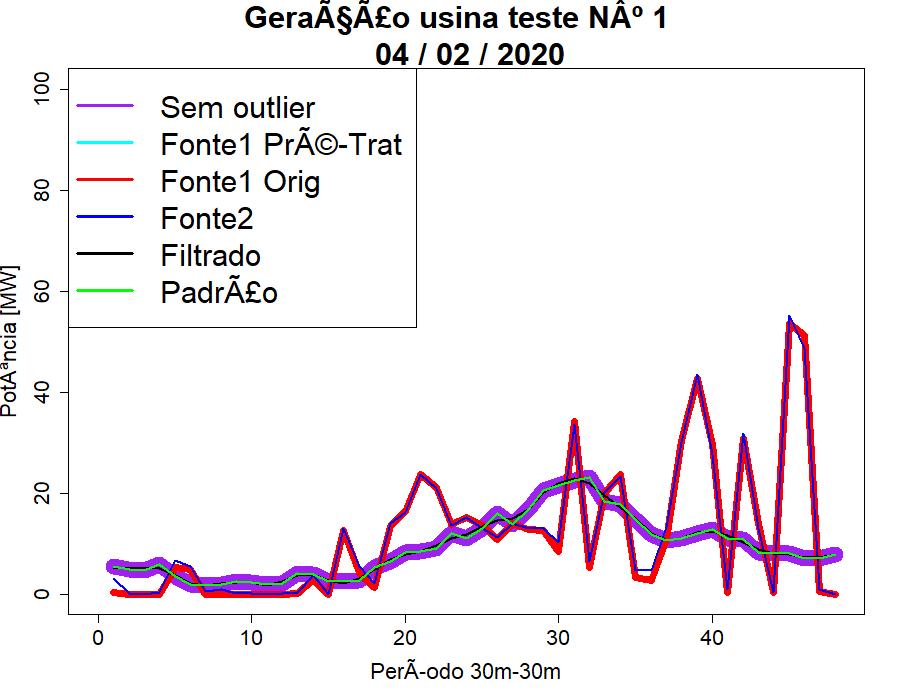 GeraÃ§Ã£o usina teste NÂº 1
04 / 02 / 2020
Sem outlier
Fonte1 PrÃ©-Trat
Fonte1 Orig
Fonte2
Filtrado
PadrÃ£o
PotÃªncia [MW]
100
80
60
40
20
0
0 10 20 30 40
PerÃ-odo 30m-30m